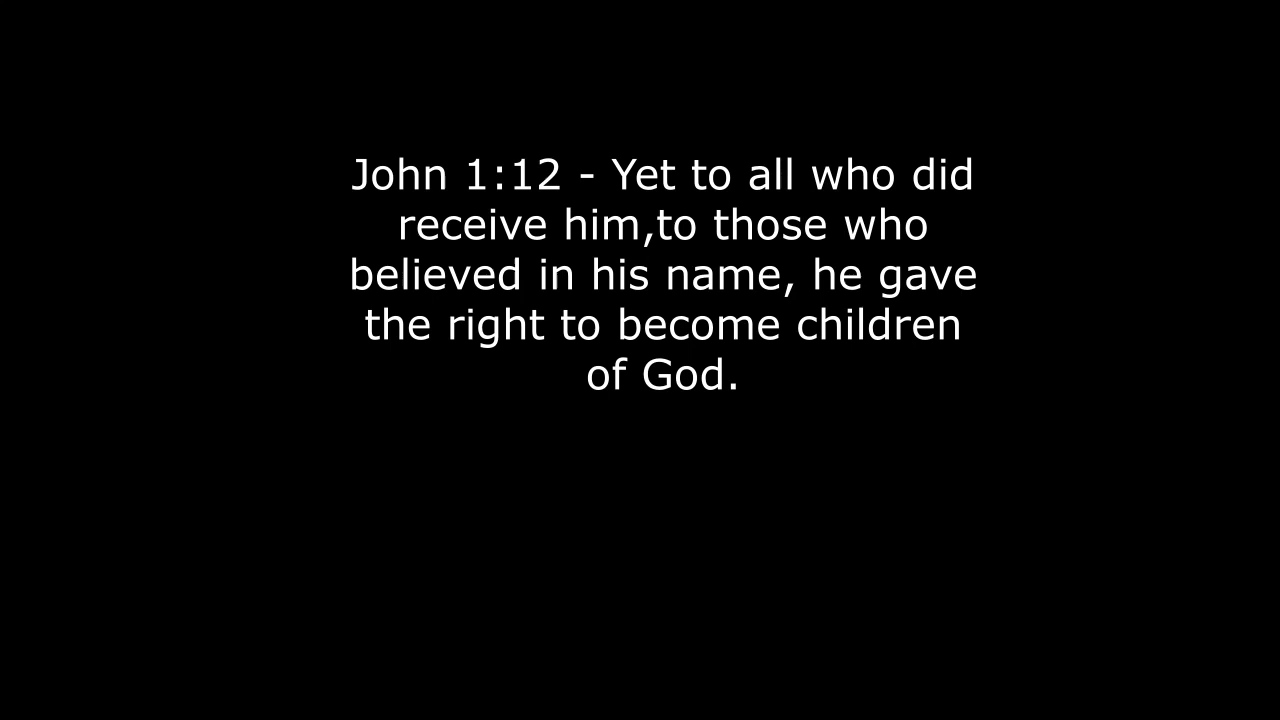 John 1:12 - Yet to all who did
receive him,to those who
believed in his name, he gave
the right to become children
of God.